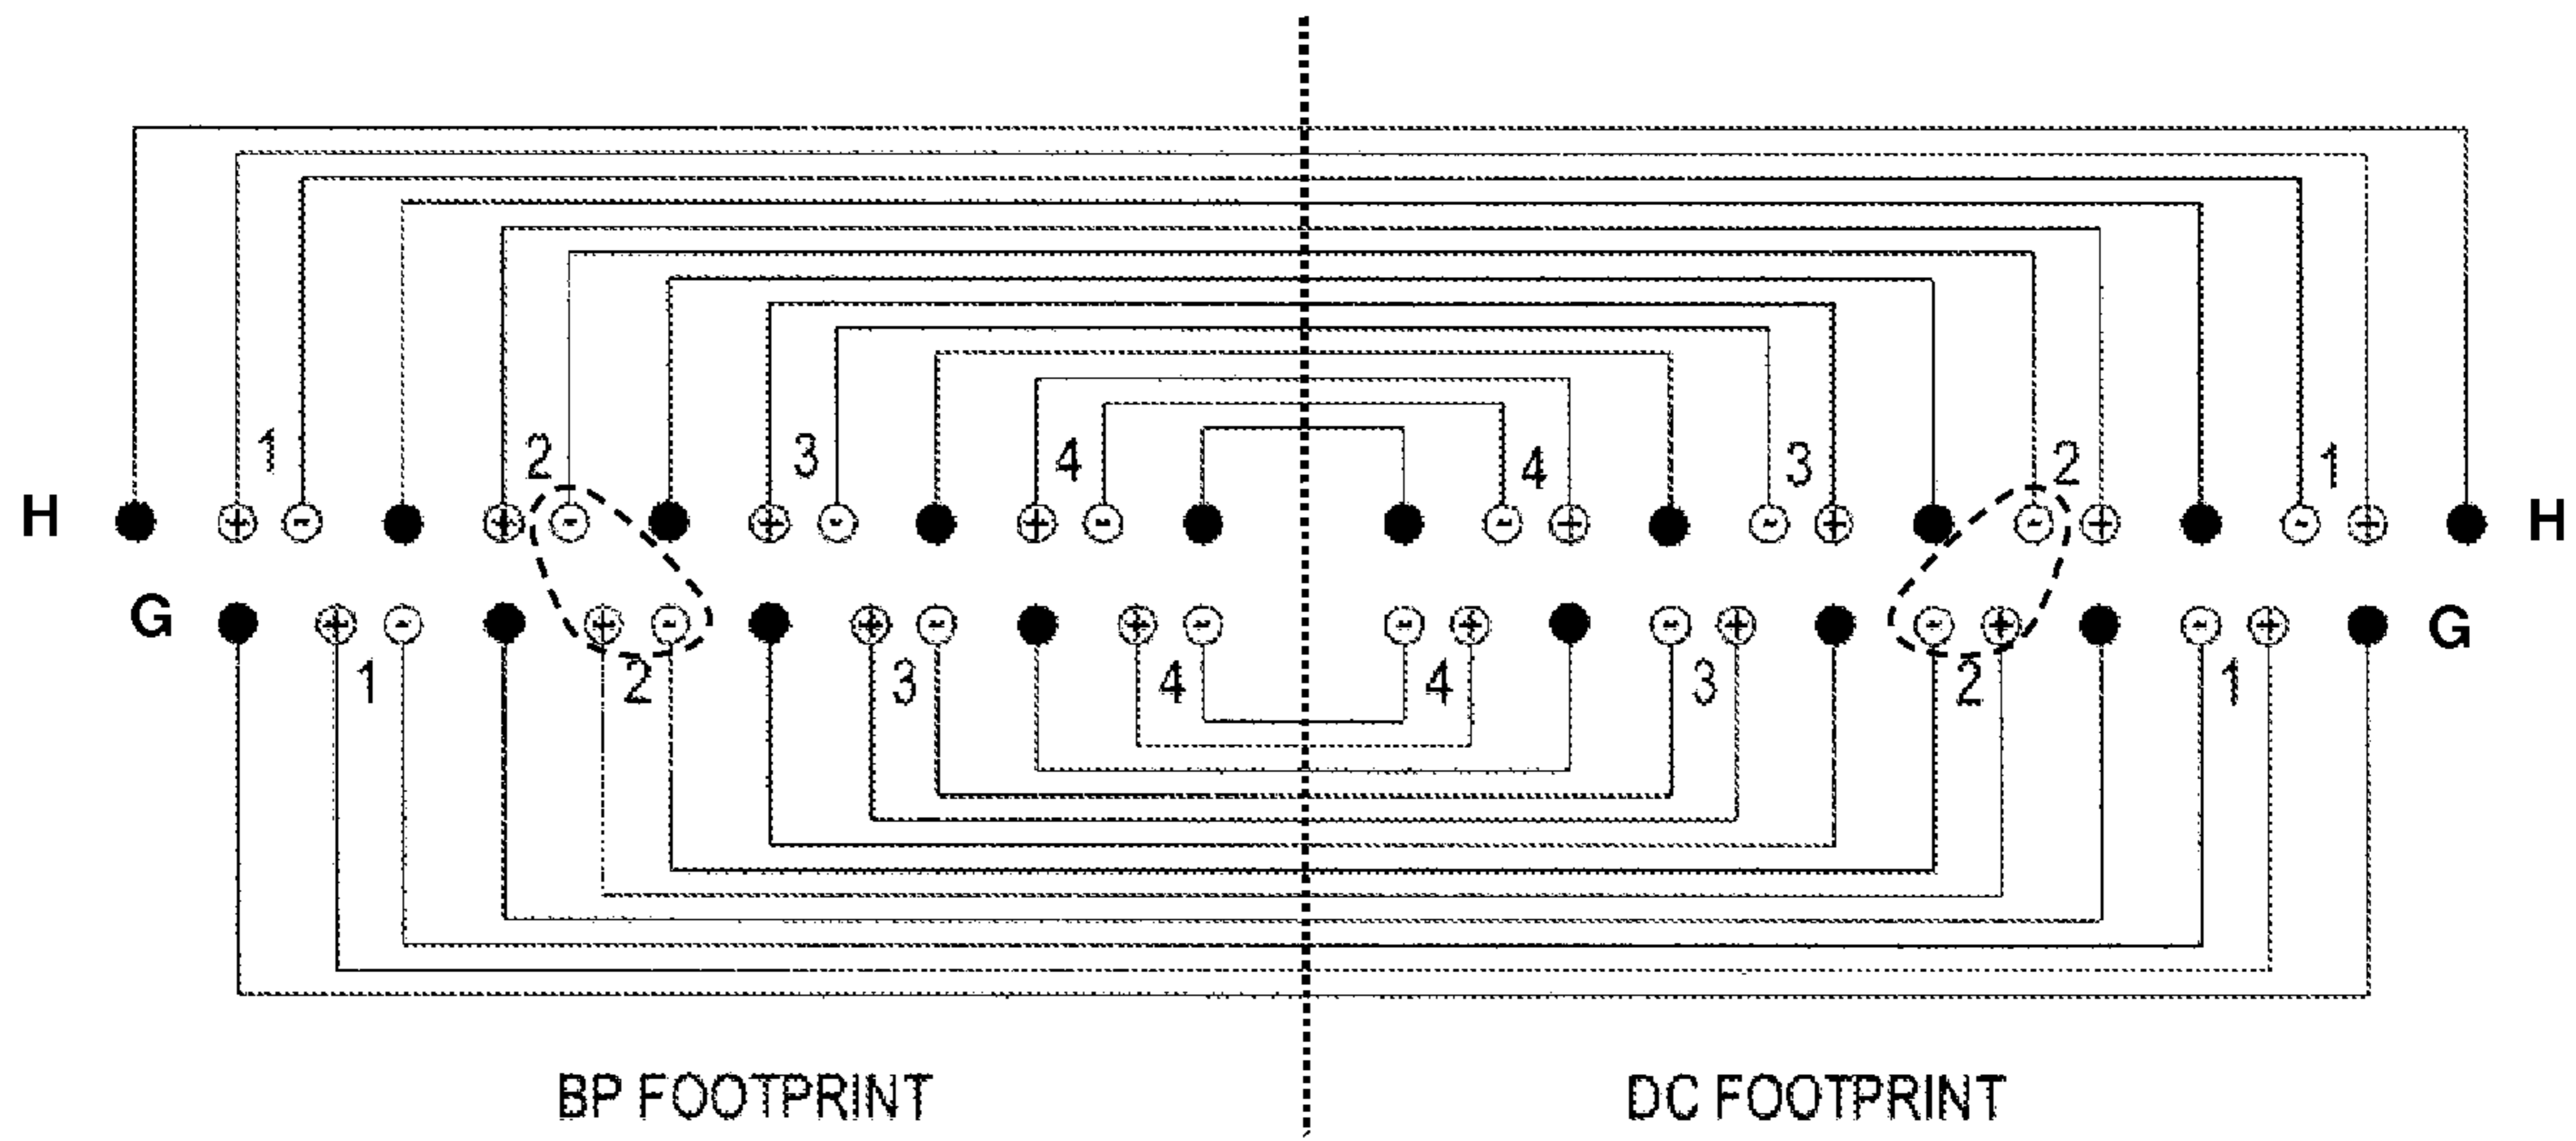 1 2 3 4 4 3 2 1
H + - + - + - + - - + - + - + - + H
G + - + - + - + - - + - + - + - + G
1 2 3 4 4 3 2 1
BP FOOTPRINT DC FOOTPRINT